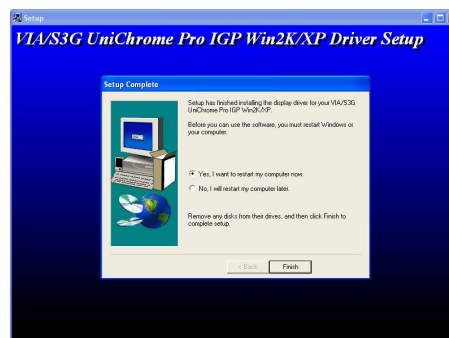 Setup
VIA/S3G UniChrome Pro IGP Win2K/XP Driver Setup
Setup Complete
Setup has finished installing the display driver for your VIA/S3G
UniChrome Pro IGP Win2K/XP.
Before you can use the software, you must restart Windows or
your computer.
Yes, I want to restart my computer now.
No, I will restart my computer later.
Remove any disks from their drives, and then click Finish to
complete setup.
< Back
Finish